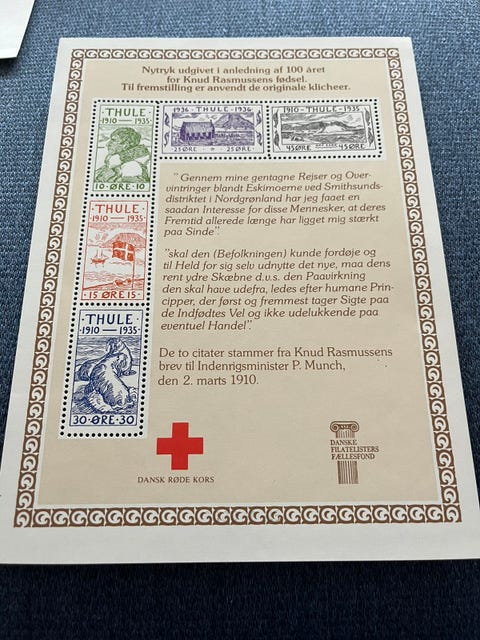 Nytryk udgivet i anledning af 100 året
for Knud Rasmussens fødsel.
Til fremstilling er anvendt de originale klicheer.
THULE
1910 — 1935
10 · ØRE · 10
1936 · THULE · 1936
25 ØRE · 25 ØRE
1910 - THULE - 1935
45 ØRE 45 ØRE
THULE
1910 — 1935
15 ØRE 15
THULE
1910 — 1935
30 · ØRE · 30
"Gennem mine gentagne Rejser og Over-
vintringer blandt Eskimoerne ved Smithsunds-
distriktet i Nordgrønland har jeg faaet en
saadan Interesse for disse Mennesker, at deres
Fremtid allerede længe har ligget mig stærkt
paa Sinde".
"skal den (Befolkningen) kunde fordøje og
til Held for sig selv udnytte det nye, maa dens
rent ydre Skæbne d.v.s. den Paavirkning
den skal have udefra, ledes efter humane Prin-
cipper, der først og fremmest tager Sigte paa
de Indfødtes Vel og ikke udelukkende paa
eventuel Handel".
De to citater stammer fra Knud Rasmussens
brev til Indenrigsminister P. Munch,
den 2. marts 1910.
DANSK RØDE KORS
DANSKE
FILATELISTERS
FÆLLESFOND